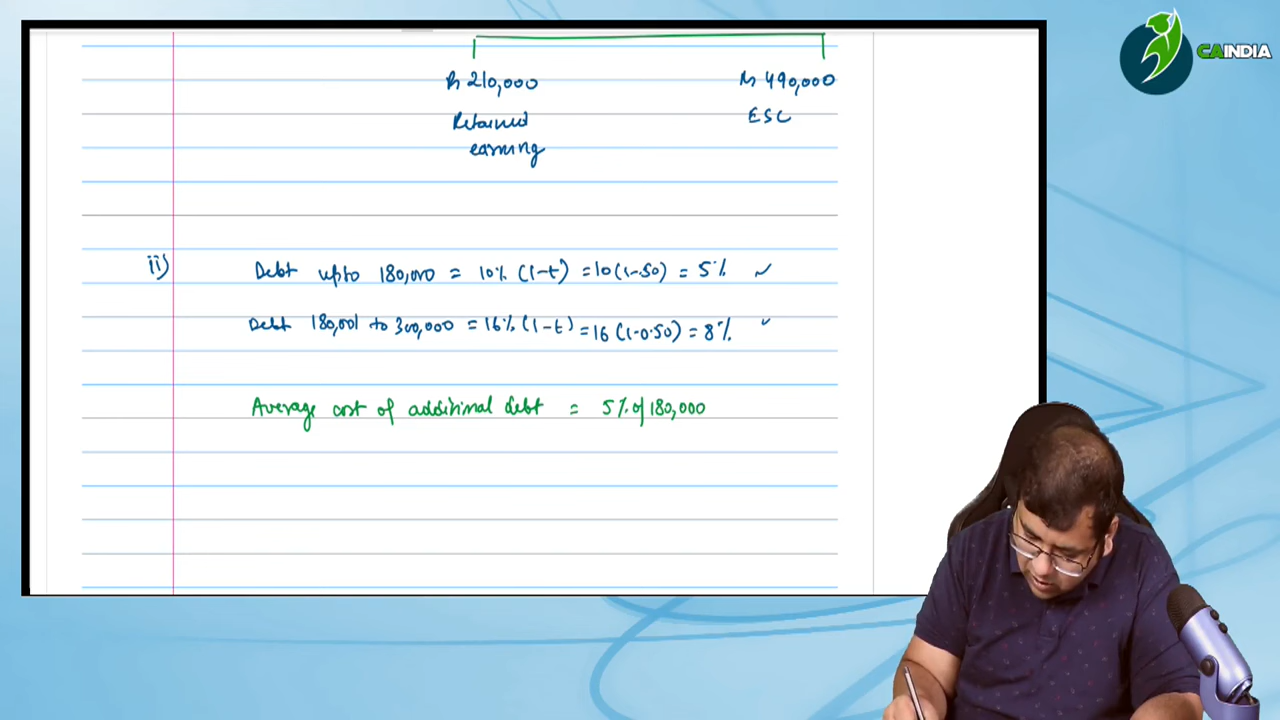 CAINDIA
₨ 210,000 ₨ 490,000
Retained ESC
earning
ii) Debt upto 180,000 = 10% (1-t) = 10(1-.50) = 5% ✓
Debt 180,001 to 300,000 = 16% (1-t) = 16 (1-0.50) = 8% ✓
Average cost of additional debt = 5% of 180,000